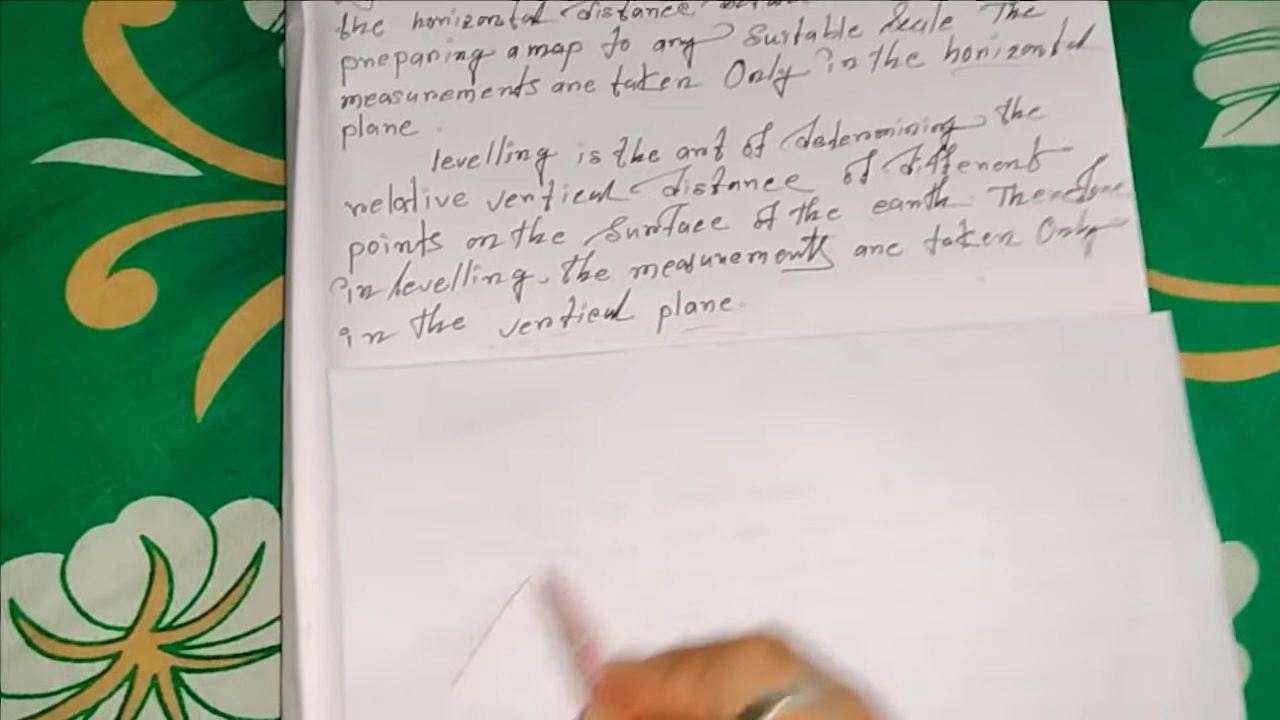 the horizontal distance
preparing a map to any suitable scale The
measurements are taken Only in the horizontal
plane.
levelling is the art of determining the
relative vertical distance of different
points on the surface of the earth. Therefore
in levelling, the measurements are taken Only
in the vertical plane.